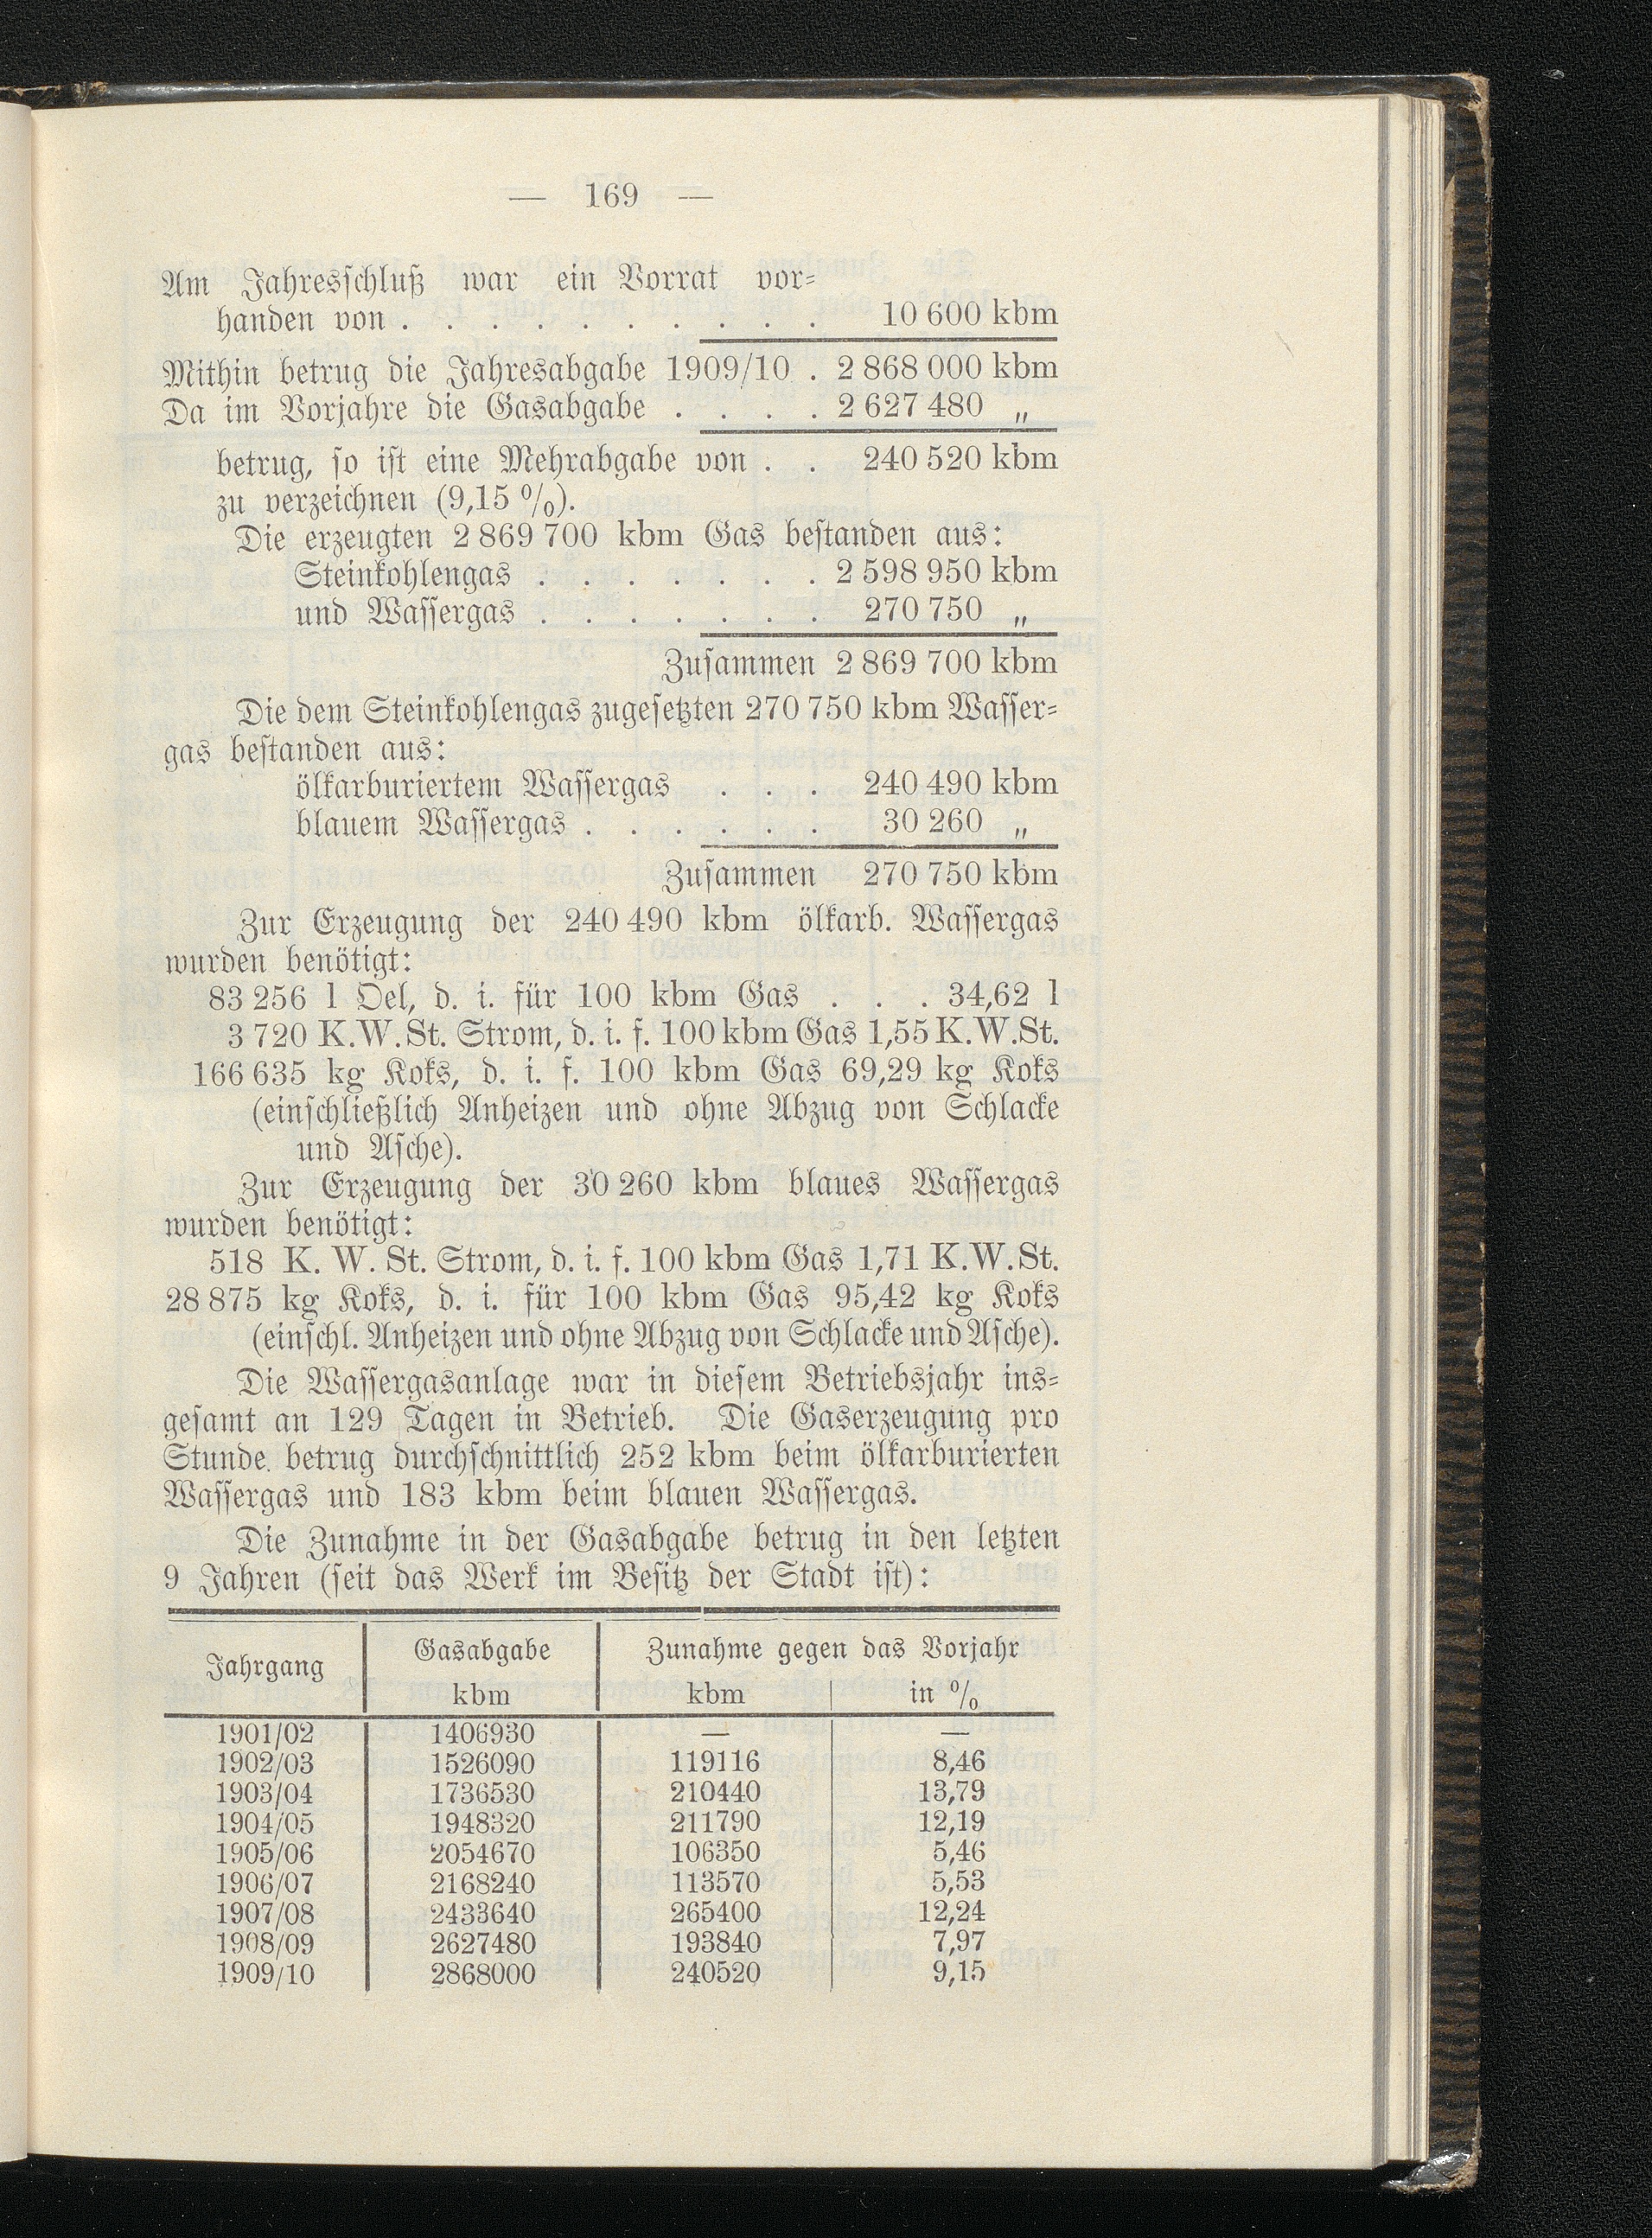 — 169 —
Am Jahresschluß war ein Vorrat vor-
handen von . . . . . . . . . . 10 600 kbm
Mithin betrug die Jahresabgabe 1909/10 . 2 868 000 kbm
Da im Vorjahre die Gasabgabe . . . . 2 627 480 „
betrug, so ist eine Mehrabgabe von . . 240 520 kbm
zu verzeichnen (9,15 %).
Die erzeugten 2 869 700 kbm Gas bestanden aus:
Steinkohlengas . . . . . . . 2 598 950 kbm
und Wassergas . . . . . . . 270 750 „
Zusammen 2 869 700 kbm
Die dem Steinkohlengas zugesetzten 270 750 kbm Wasser-
gas bestanden aus:
ölkarburiertem Wassergas . . . 240 490 kbm
blauem Wassergas . . . . . . 30 260 „
Zusammen 270 750 kbm
Zur Erzeugung der 240 490 kbm ölkarb. Wassergas
wurden benötigt:
83 256 l Oel, d. i. für 100 kbm Gas . . . 34,62 l
3 720 K.W.St. Strom, d. i. f. 100 kbm Gas 1,55 K.W.St.
166 635 kg Koks, d. i. f. 100 kbm Gas 69,29 kg Koks
(einschließlich Anheizen und ohne Abzug von Schlacke
und Asche).
Zur Erzeugung der 30 260 kbm blaues Wassergas
wurden benötigt:
518 K. W. St. Strom, d. i. f. 100 kbm Gas 1,71 K.W.St.
28 875 kg Koks, d. i. für 100 kbm Gas 95,42 kg Koks
(einschl. Anheizen und ohne Abzug von Schlacke und Asche).
Die Wassergasanlage war in diesem Betriebsjahr ins-
gesamt an 129 Tagen in Betrieb. Die Gaserzeugung pro
Stunde betrug durchschnittlich 252 kbm beim ölkarburierten
Wassergas und 183 kbm beim blauen Wassergas.
Die Zunahme in der Gasabgabe betrug in den letzten
9 Jahren (seit das Werk im Besitz der Stadt ist):
Jahrgang Gasabgabe Zunahme gegen das Vorjahr
kbm kbm in %
1901/02 1406930 — —
1902/03 1526090 119116 8,46
1903/04 1736530 210440 13,79
1904/05 1948320 211790 12,19
1905/06 2054670 106350 5,46
1906/07 2168240 113570 5,53
1907/08 2433640 265400 12,24
1908/09 2627480 193840 7,97
1909/10 2868000 240520 9,15